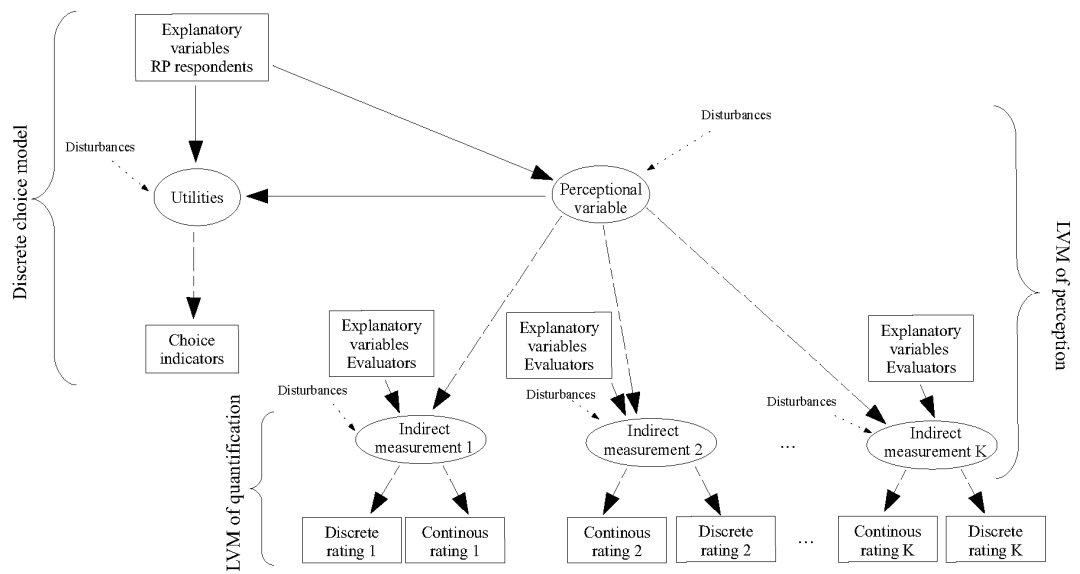 Explanatory
variables
RP respondents
Disturbances
Disturbances
Discrete choice model
Utilities
Perceptional
variable
LVM of perception
Choice
indicators
Explanatory
variables
Evaluators
Explanatory
variables
Evaluators
Explanatory
variables
Evaluators
Disturbances
Disturbances
Disturbances
LVM of quantification
Indirect
measurement 1
Indirect
measurement 2
...
Indirect
measurement K
Discrete
rating 1
Continous
rating 1
Continous
rating 2
Discrete
rating 2
...
Continous
rating K
Discrete
rating K